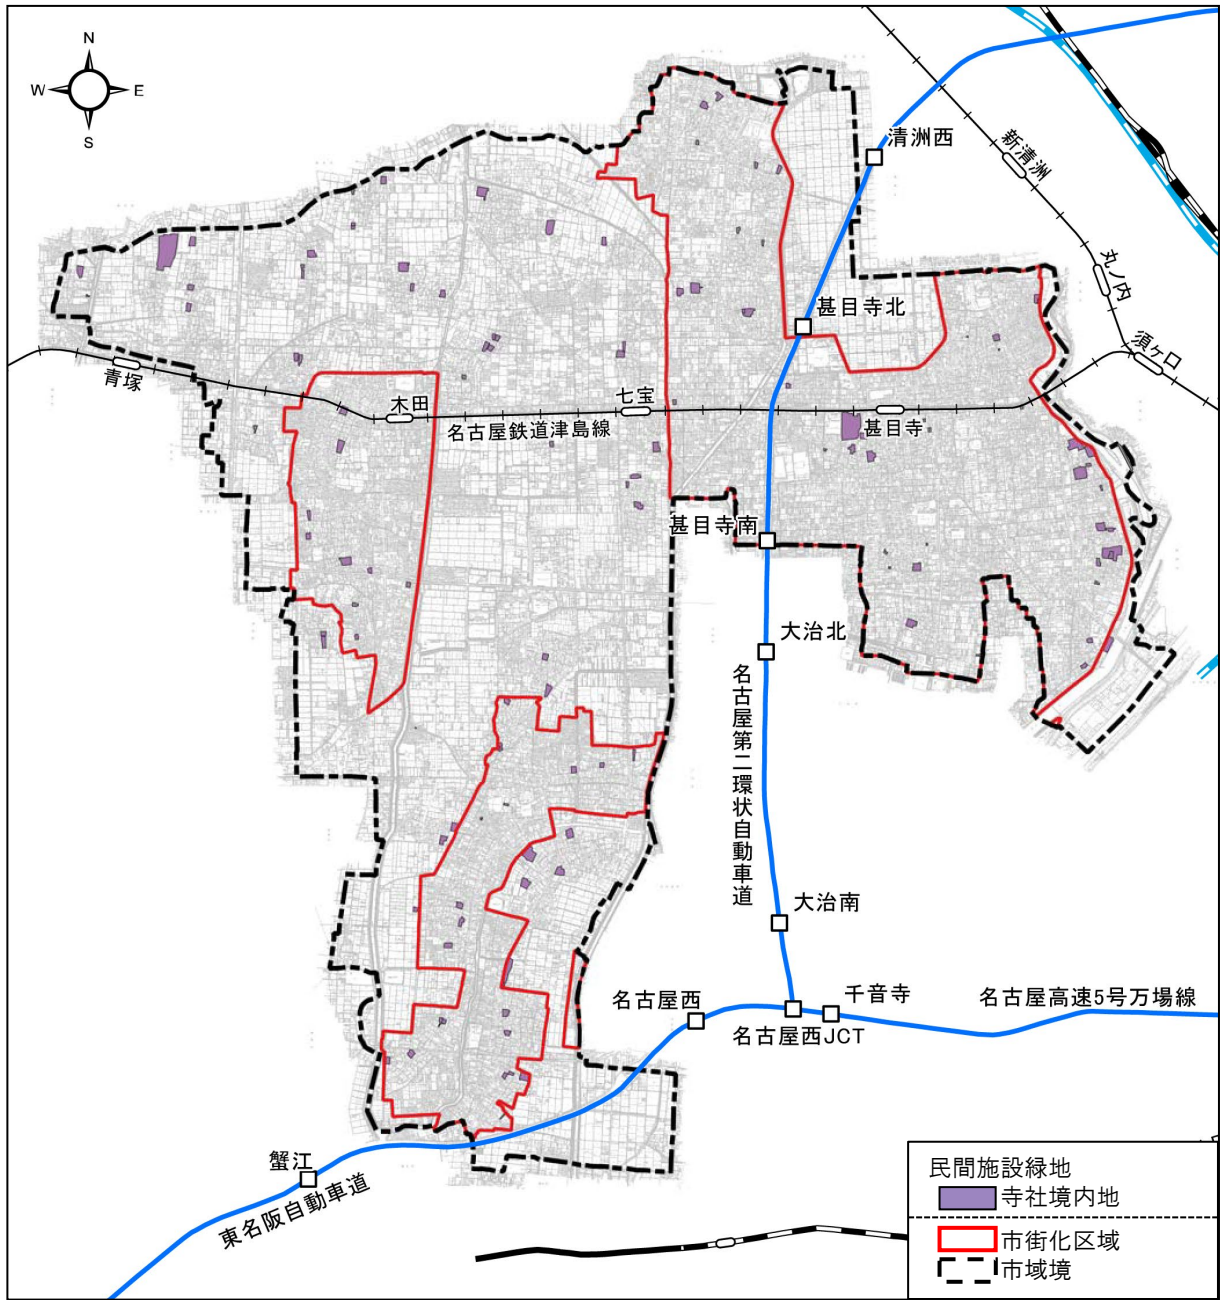 N
W E
S
清洲西
新清洲
丸ノ内
須ヶ口
甚目寺北
青塚
木田
七宝
甚目寺
名古屋鉄道津島線
甚目寺南
大治北
名古屋第二環状自動車道
大治南
千音寺
名古屋西
名古屋高速5号万場線
名古屋西JCT
蟹江
東名阪自動車道
民間施設緑地
寺社境内地
市街化区域
市域境